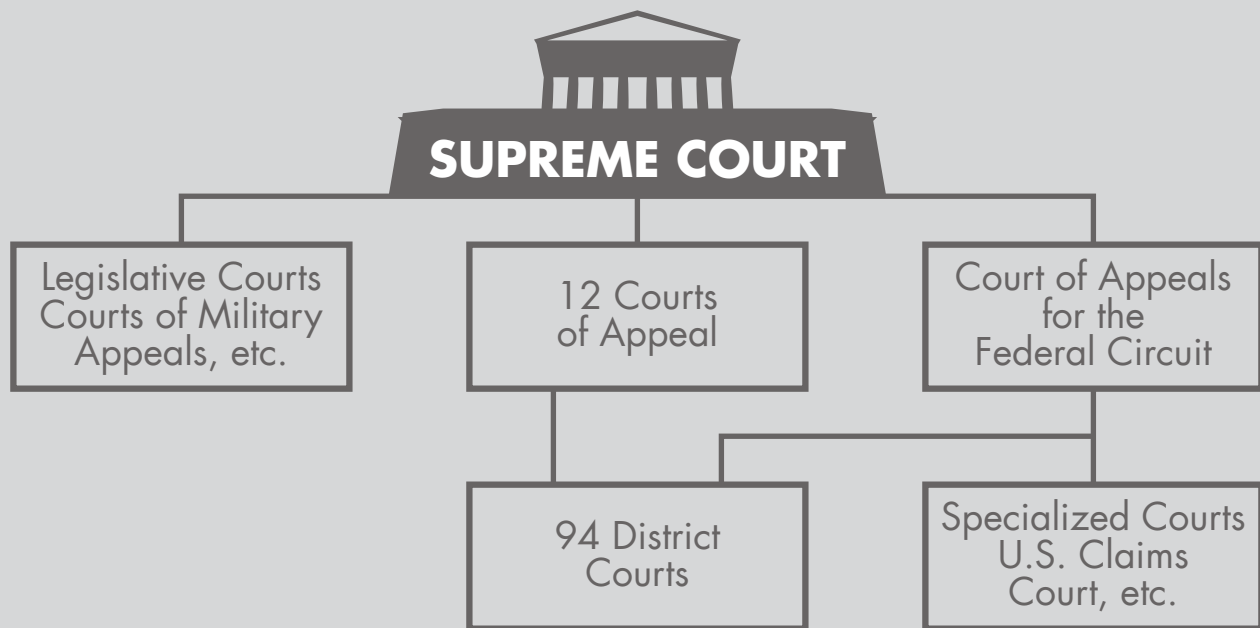 SUPREME COURT
Legislative Courts
Courts of Military
Appeals, etc.
12 Courts
of Appeal
Court of Appeals
for the
Federal Circuit
94 District
Courts
Specialized Courts
U.S. Claims
Court, etc.